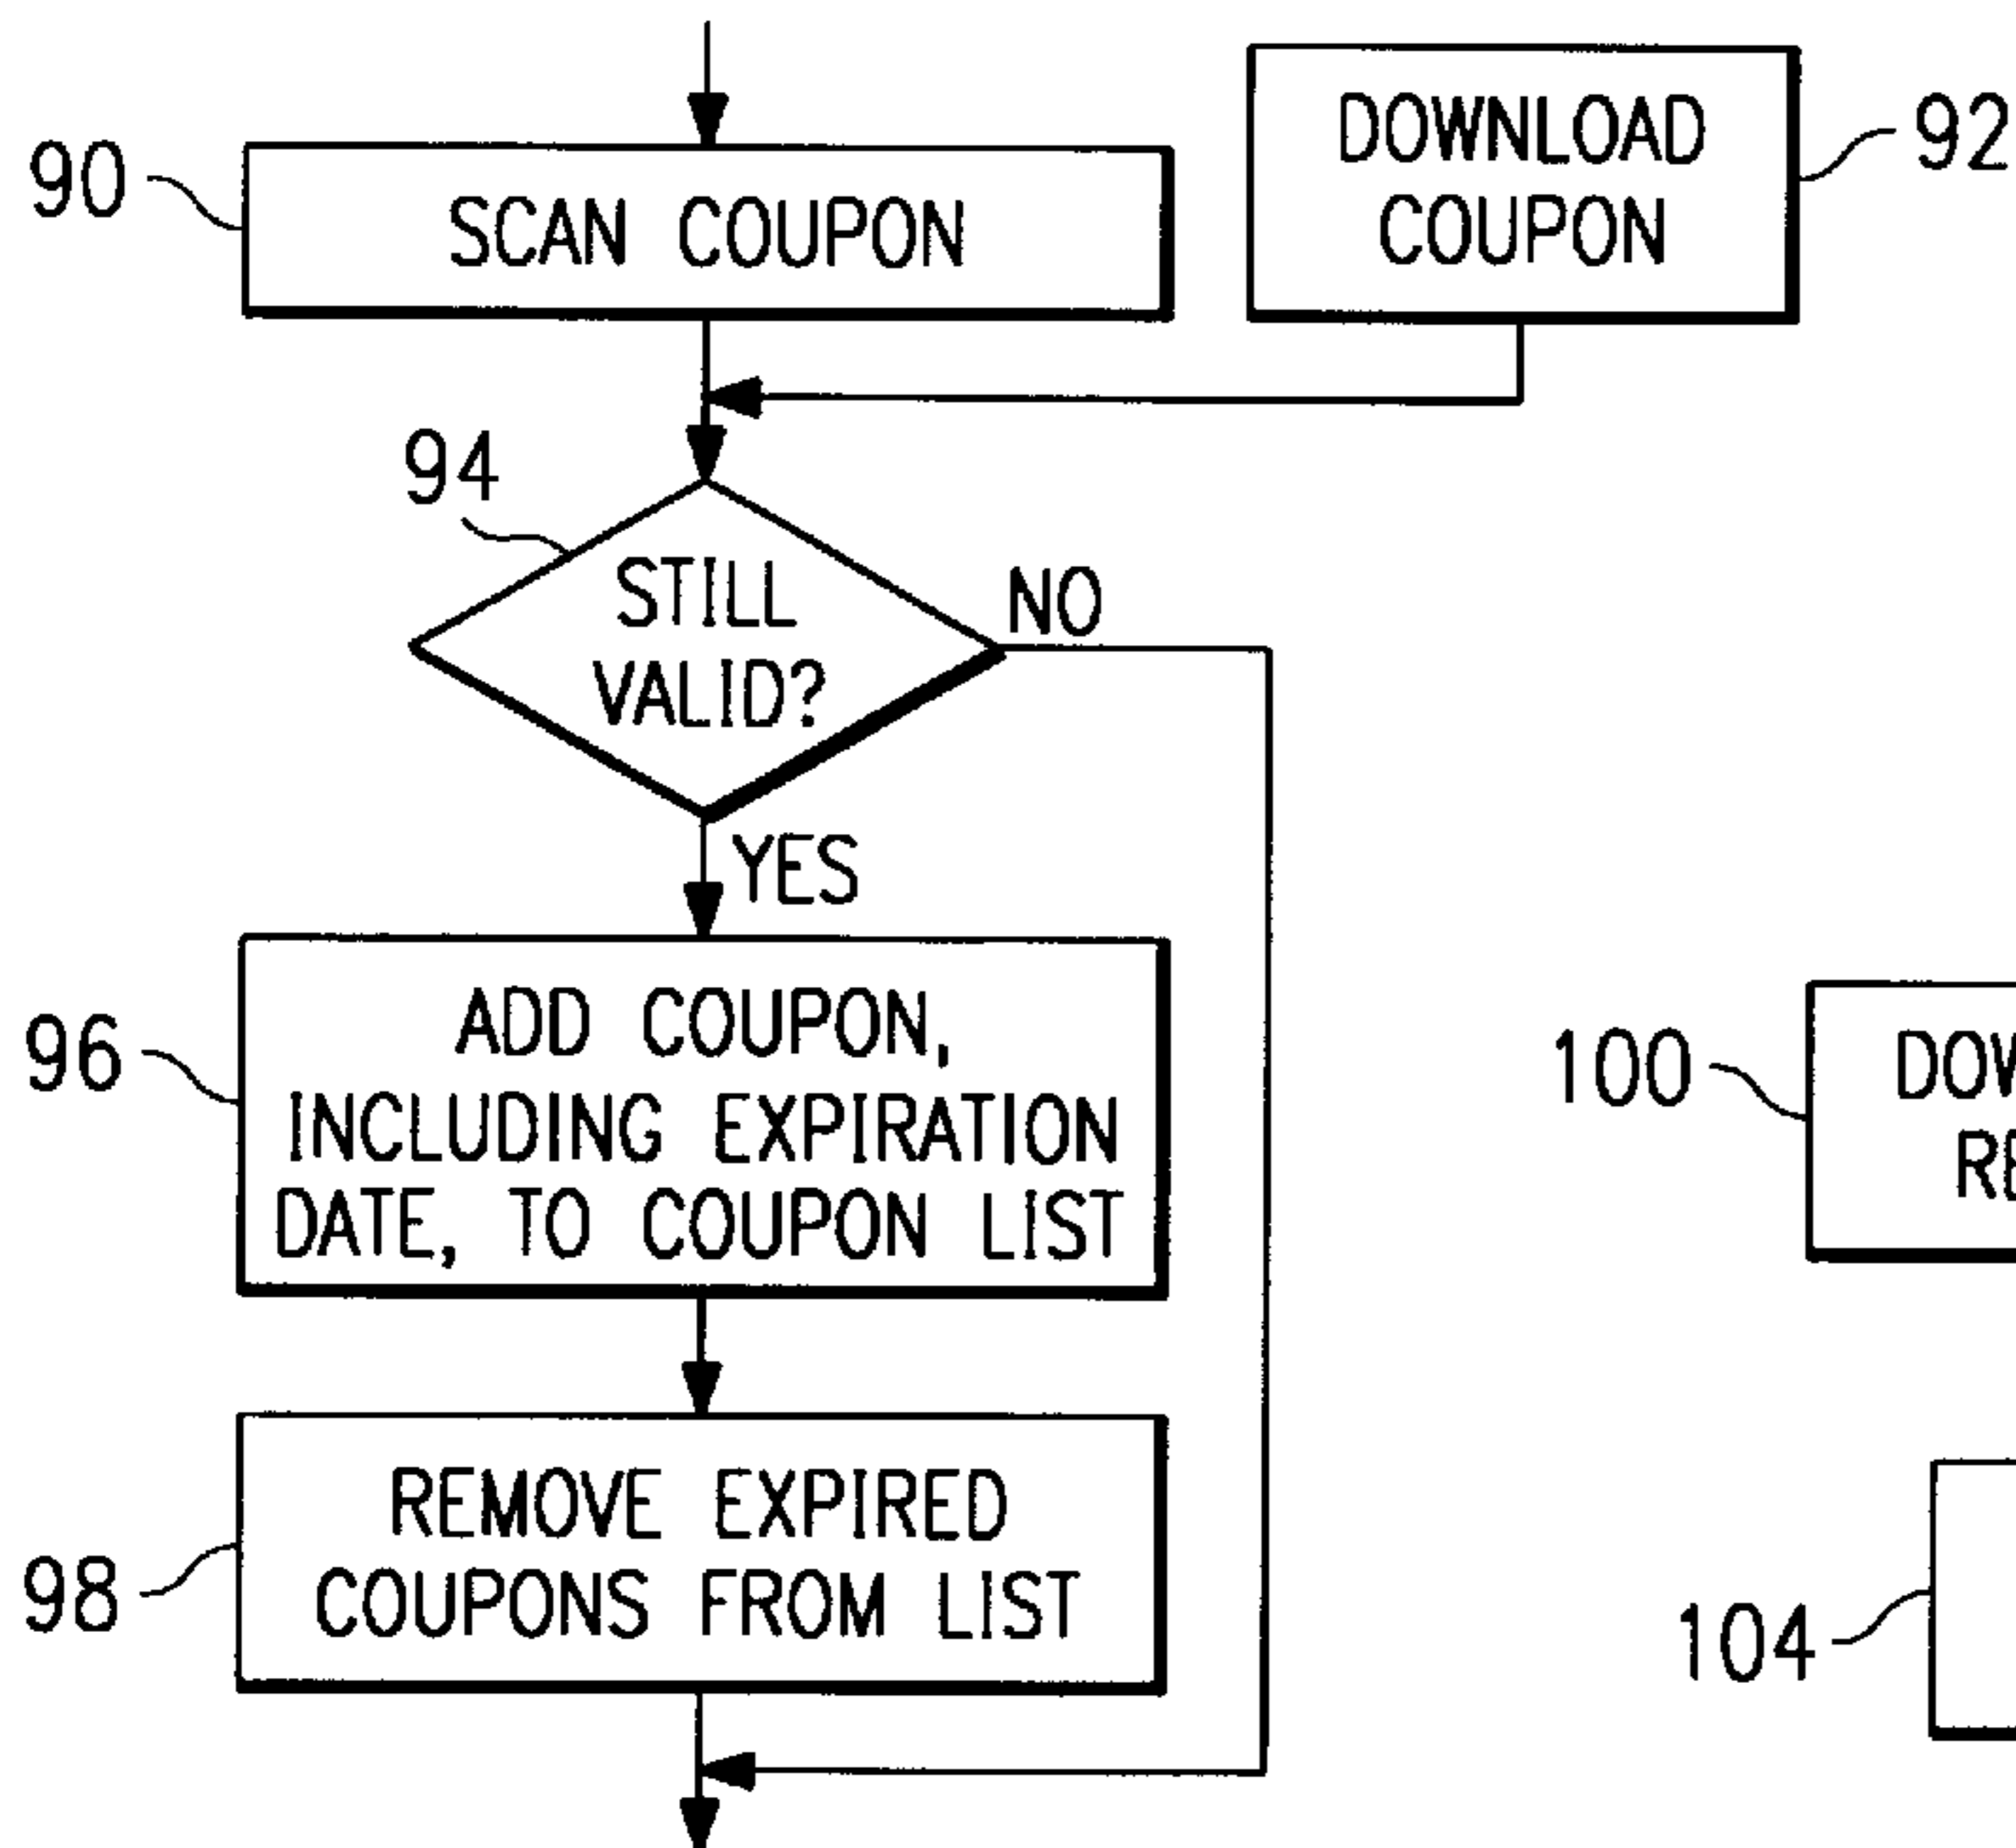 90
SCAN COUPON
DOWNLOAD
COUPON
92
94
STILL
VALID?
NO
YES
96
ADD COUPON,
INCLUDING EXPIRATION
DATE, TO COUPON LIST
100
98
REMOVE EXPIRED
COUPONS FROM LIST
104